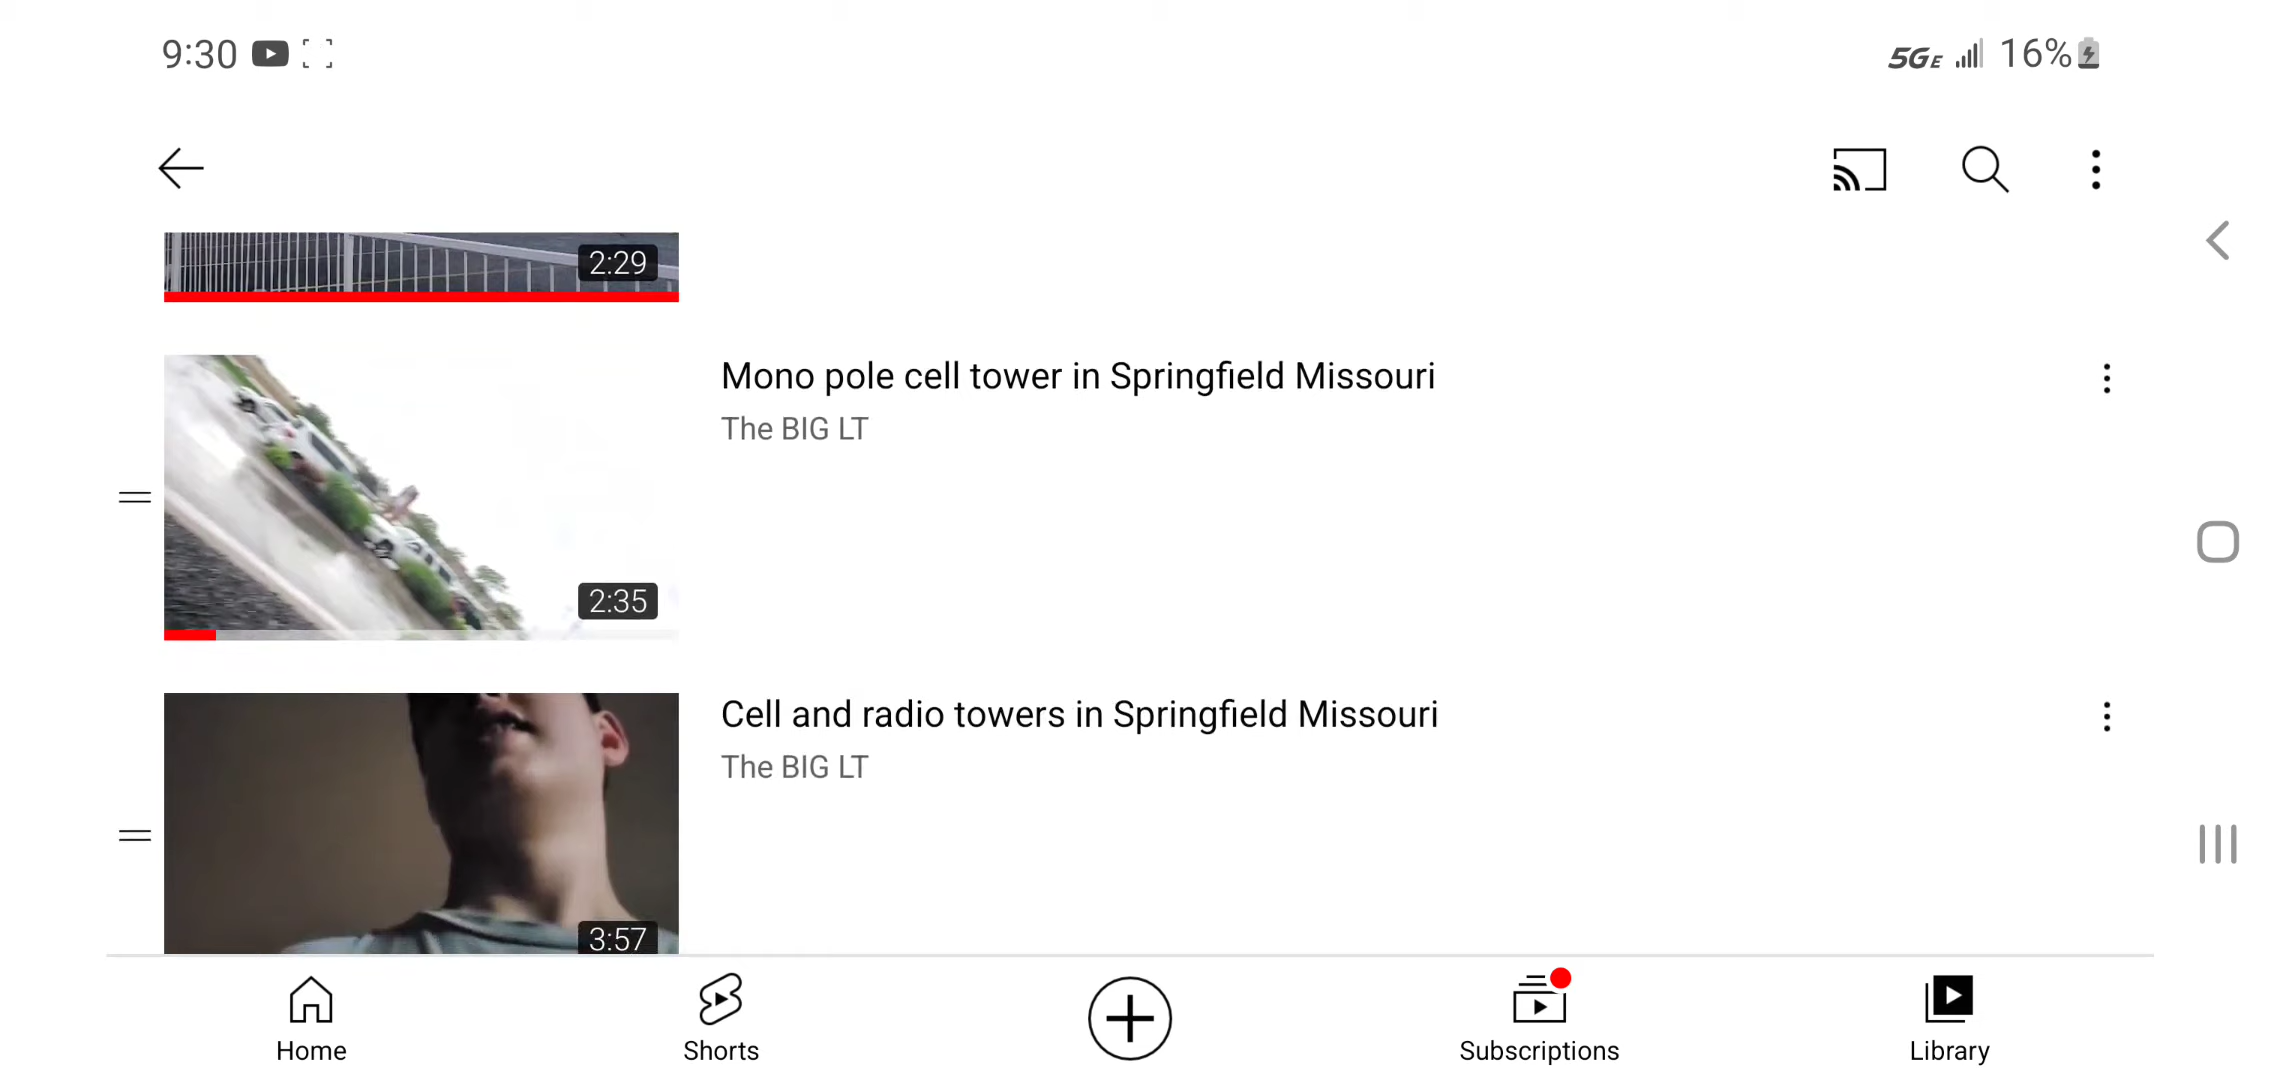 9:30
5GE 16%
2:29
Mono pole cell tower in Springfield Missouri
The BIG LT
2:35
Cell and radio towers in Springfield Missouri
The BIG LT
3:57
Home
Shorts
Subscriptions
Library